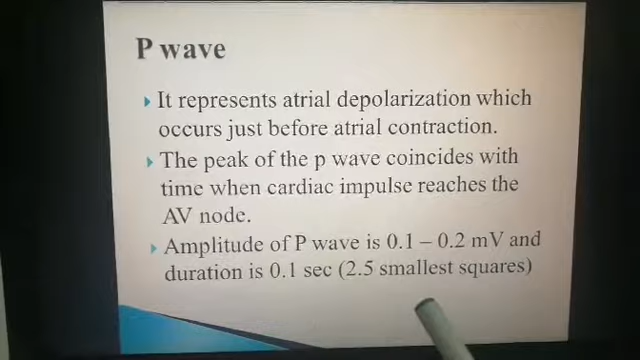 P wave
It represents atrial depolarization which
occurs just before atrial contraction.
The peak of the p wave coincides with
time when cardiac impulse reaches the
AV node.
Amplitude of P wave is 0.1 – 0.2 mV and
duration is 0.1 sec (2.5 smallest squares)